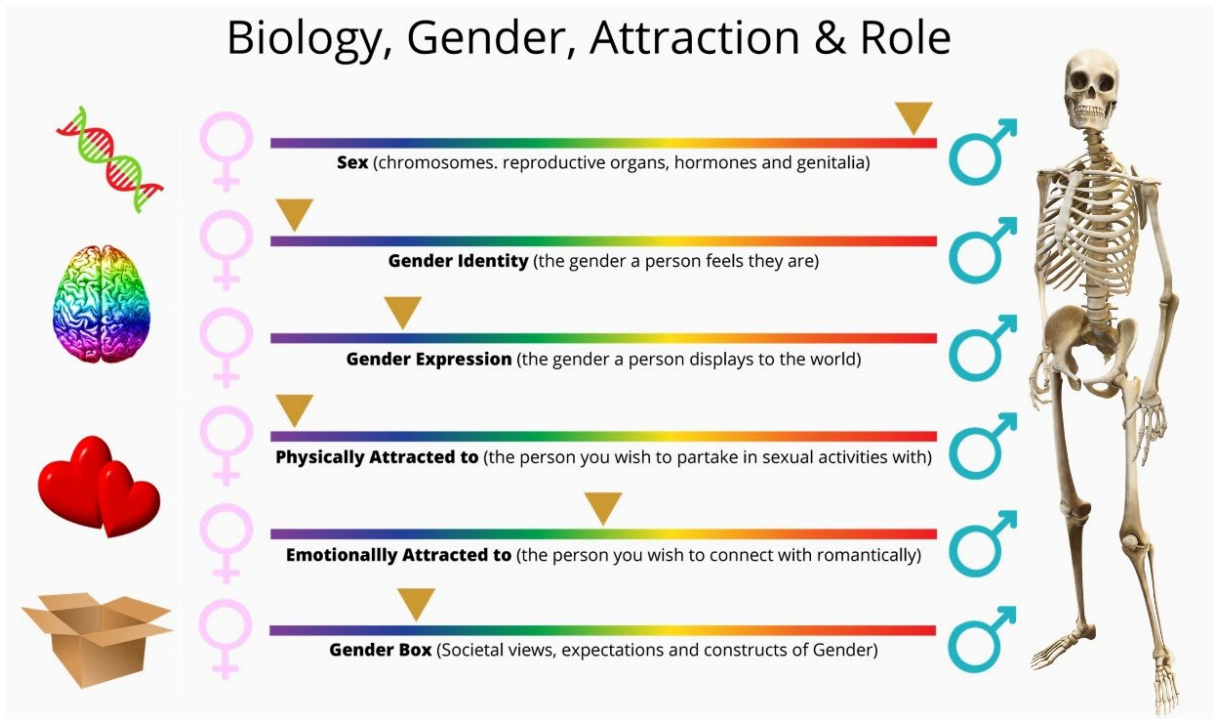 Biology, Gender, Attraction & Role
Sex (chromosomes. reproductive organs, hormones and genitalia)
Gender Identity (the gender a person feels they are)
Gender Expression (the gender a person displays to the world)
Physically Attracted to (the person you wish to partake in sexual activities with)
Emotionallly Attracted to (the person you wish to connect with romantically)
Gender Box (Societal views, expectations and constructs of Gender)